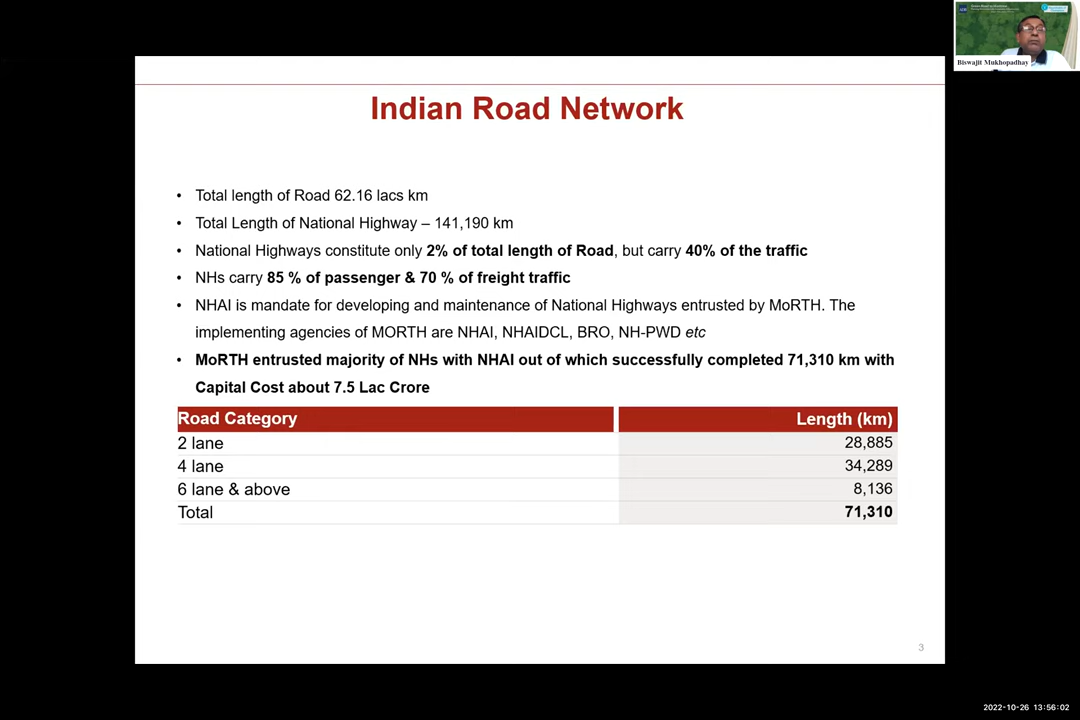 Biswajit Mukhopadhay
Indian Road Network
• Total length of Road 62.16 lacs km
• Total Length of National Highway – 141,190 km
• National Highways constitute only 2% of total length of Road, but carry 40% of the traffic
• NHs carry 85 % of passenger & 70 % of freight traffic
• NHAI is mandate for developing and maintenance of National Highways entrusted by MoRTH. The
implementing agencies of MORTH are NHAI, NHAIDCL, BRO, NH-PWD etc
• MoRTH entrusted majority of NHs with NHAI out of which successfully completed 71,310 km with
Capital Cost about 7.5 Lac Crore
Road Category Length (km)
2 lane 28,885
4 lane 34,289
6 lane & above 8,136
Total 71,310
3
2022-10-26 13:56:02